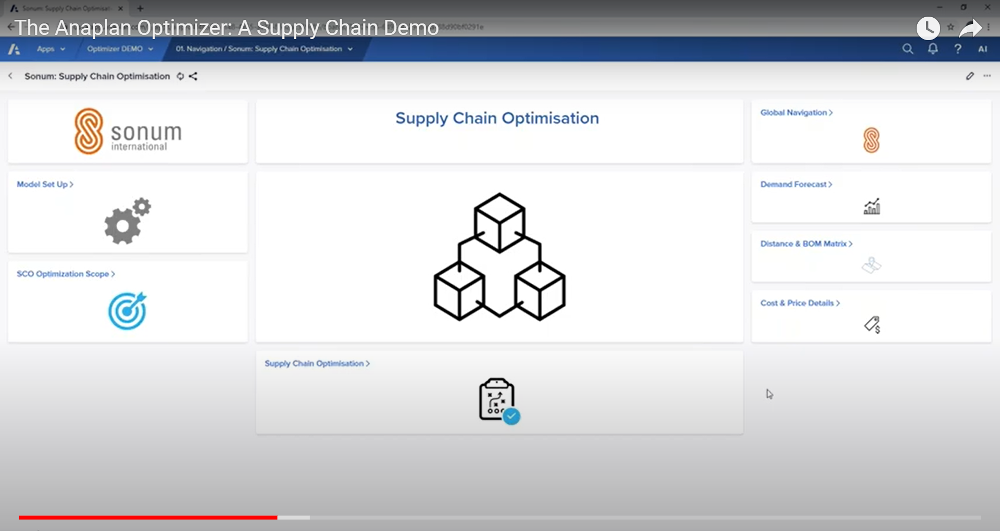 Sonum: Supply Chain Optimisati
The Anaplan Optimizer: A Supply Chain Demo
Apps
Optimizer DEMO
01. Navigation / Sonum: Supply Chain Optimisation
?
AI
Sonum: Supply Chain Optimisation
sonum
international
Supply Chain Optimisation
Global Navigation
Model Set Up
Demand Forecast
Distance & BOM Matrix
SCO Optimization Scope
Cost & Price Details
$
Supply Chain Optimisation